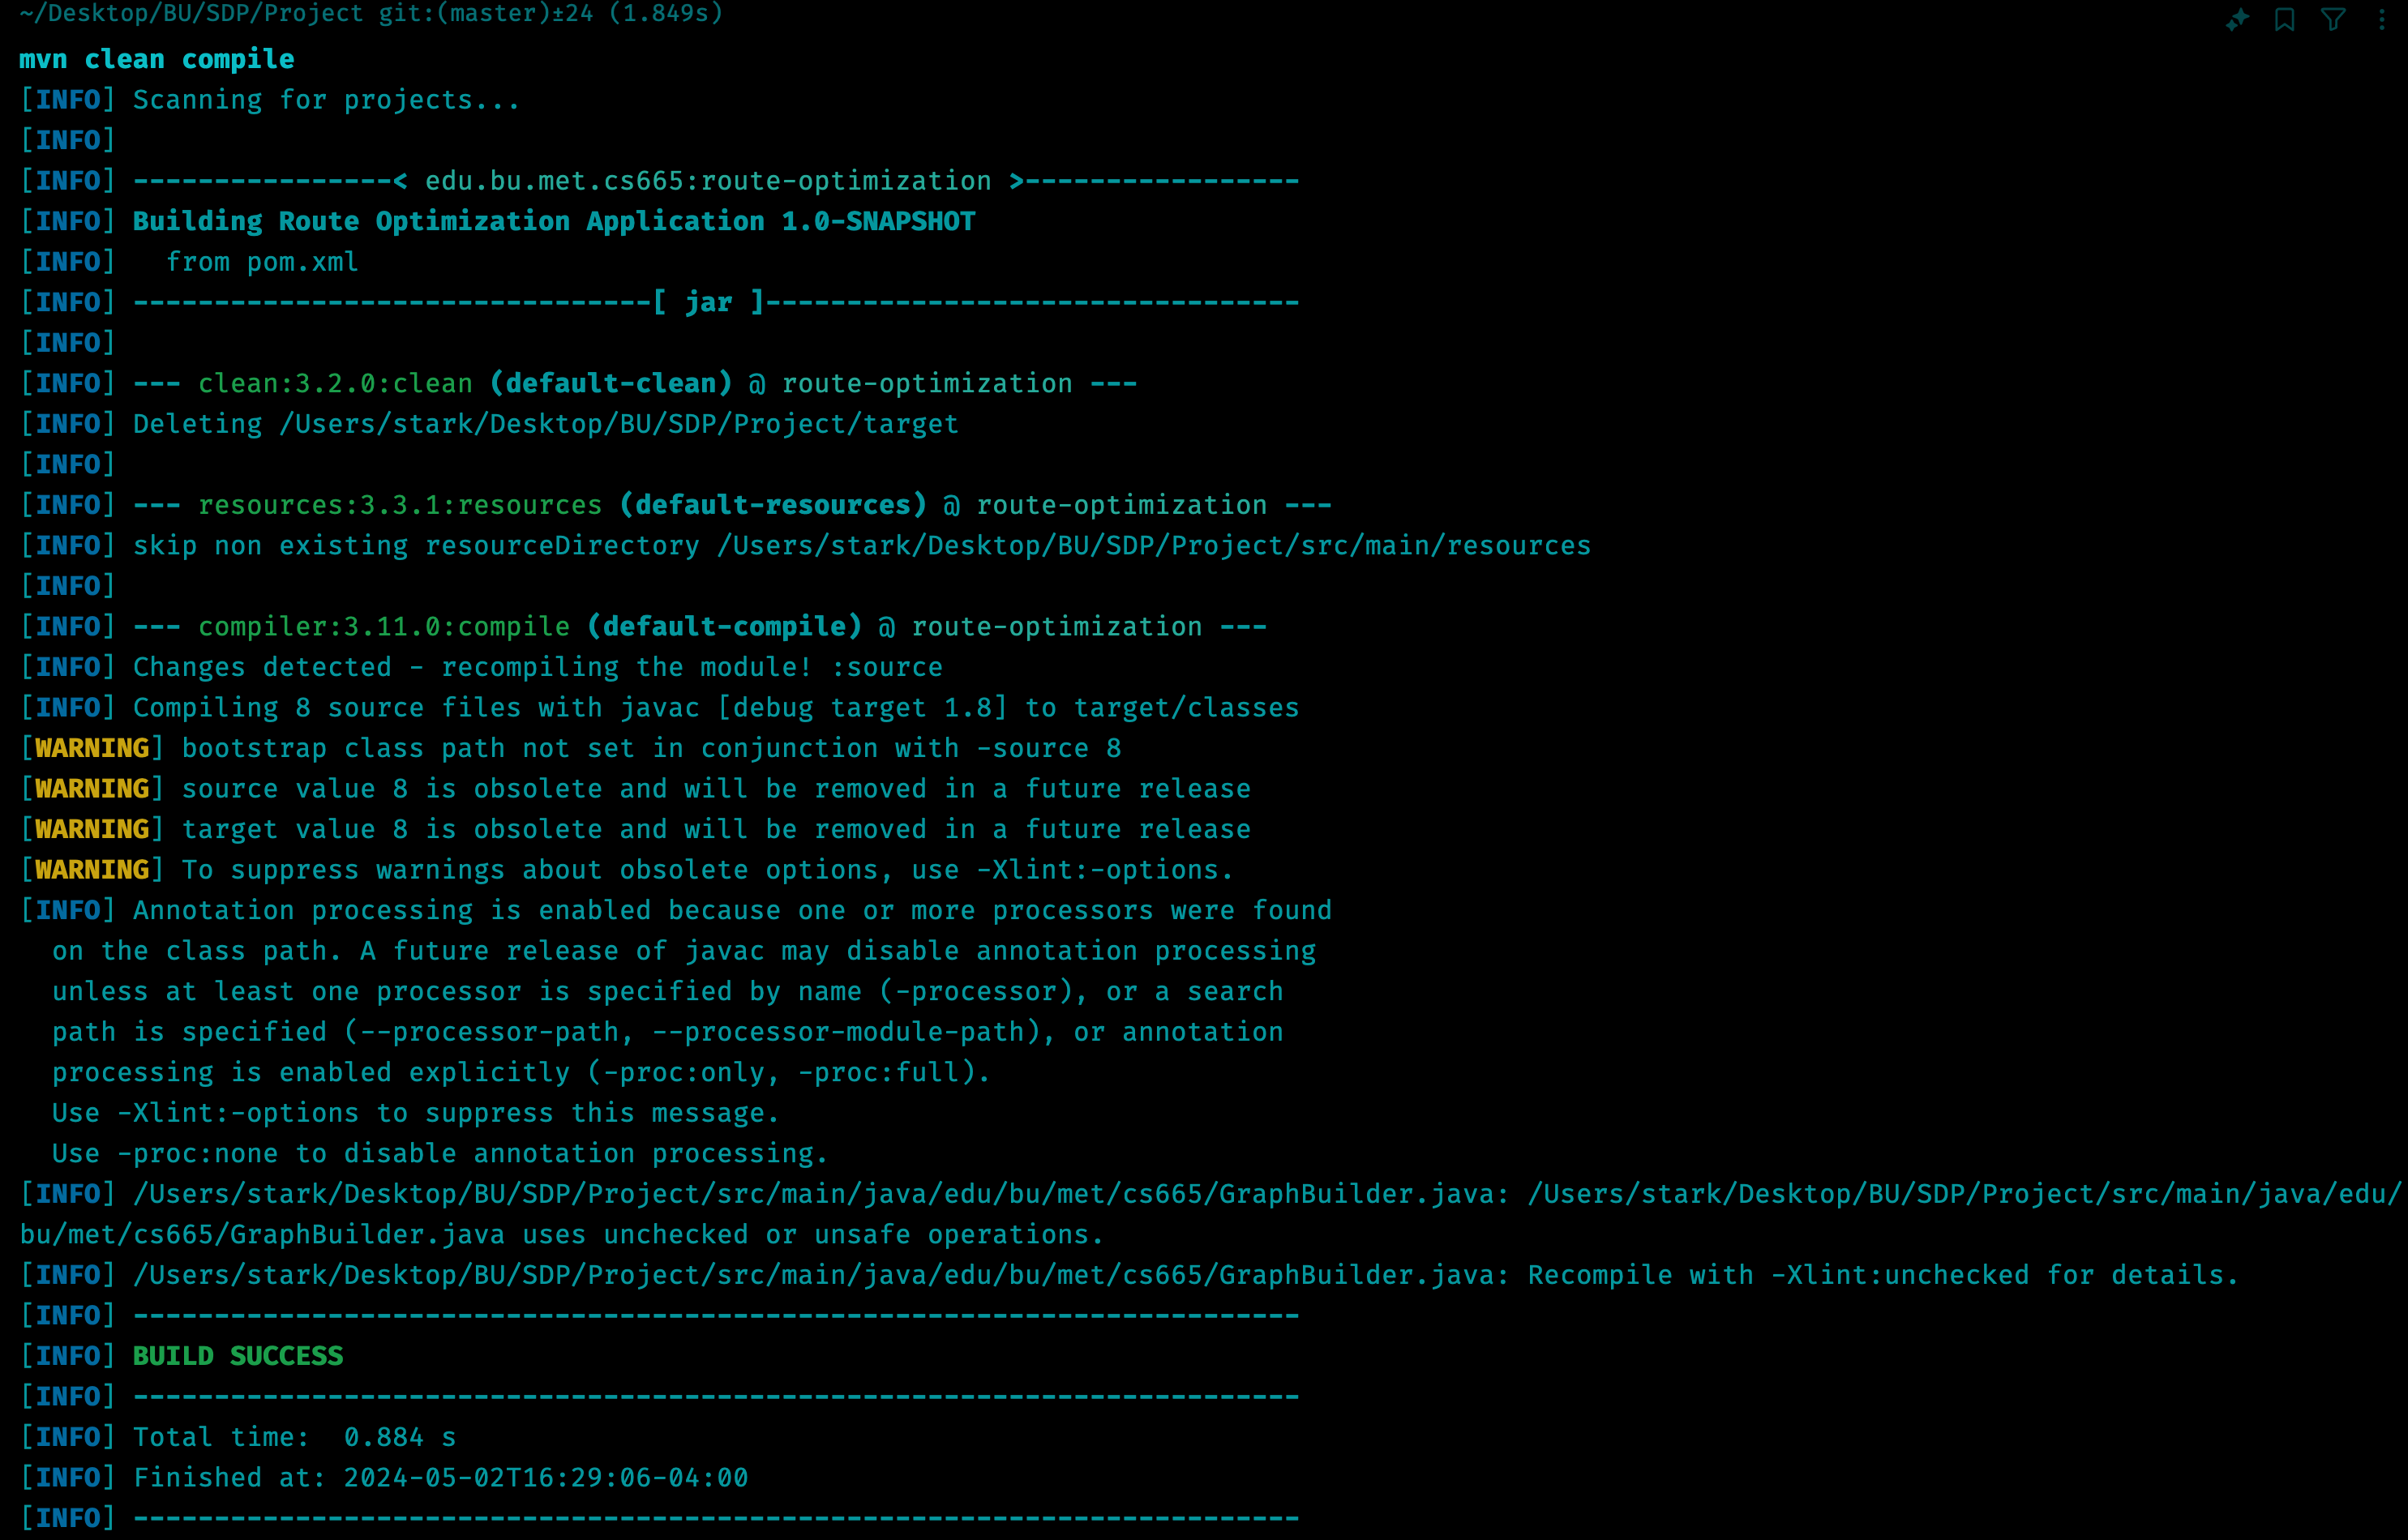 ~/Desktop/BU/SDP/Project git:(master)±24 (1.849s)
mvn clean compile
[INFO] Scanning for projects...
[INFO]
[INFO] ----------------< edu.bu.met.cs665:route-optimization >-----------------
[INFO] Building Route Optimization Application 1.0-SNAPSHOT
[INFO]   from pom.xml
[INFO] --------------------------------[ jar ]---------------------------------
[INFO]
[INFO] --- clean:3.2.0:clean (default-clean) @ route-optimization ---
[INFO] Deleting /Users/stark/Desktop/BU/SDP/Project/target
[INFO]
[INFO] --- resources:3.3.1:resources (default-resources) @ route-optimization ---
[INFO] skip non existing resourceDirectory /Users/stark/Desktop/BU/SDP/Project/src/main/resources
[INFO]
[INFO] --- compiler:3.11.0:compile (default-compile) @ route-optimization ---
[INFO] Changes detected - recompiling the module! :source
[INFO] Compiling 8 source files with javac [debug target 1.8] to target/classes
[WARNING] bootstrap class path not set in conjunction with -source 8
[WARNING] source value 8 is obsolete and will be removed in a future release
[WARNING] target value 8 is obsolete and will be removed in a future release
[WARNING] To suppress warnings about obsolete options, use -Xlint:-options.
[INFO] Annotation processing is enabled because one or more processors were found
  on the class path. A future release of javac may disable annotation processing
  unless at least one processor is specified by name (-processor), or a search
  path is specified (--processor-path, --processor-module-path), or annotation
  processing is enabled explicitly (-proc:only, -proc:full).
  Use -Xlint:-options to suppress this message.
  Use -proc:none to disable annotation processing.
[INFO] /Users/stark/Desktop/BU/SDP/Project/src/main/java/edu/bu/met/cs665/GraphBuilder.java: /Users/stark/Desktop/BU/SDP/Project/src/main/java/edu/
bu/met/cs665/GraphBuilder.java uses unchecked or unsafe operations.
[INFO] /Users/stark/Desktop/BU/SDP/Project/src/main/java/edu/bu/met/cs665/GraphBuilder.java: Recompile with -Xlint:unchecked for details.
[INFO] ------------------------------------------------------------------------
[INFO] BUILD SUCCESS
[INFO] ------------------------------------------------------------------------
[INFO] Total time:  0.884 s
[INFO] Finished at: 2024-05-02T16:29:06-04:00
[INFO] ------------------------------------------------------------------------